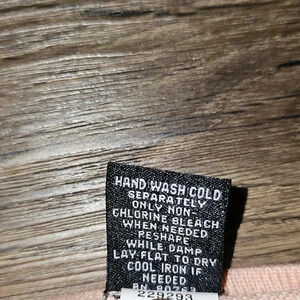 HAND WASH COLD
SEPARATELY
ONLY NON-
CHLORINE BLEACH
WHEN NEEDED
RESHAPE
WHILE DAMP
LAY FLAT TO DRY
COOL IRON IF
NEEDED
RN
229293